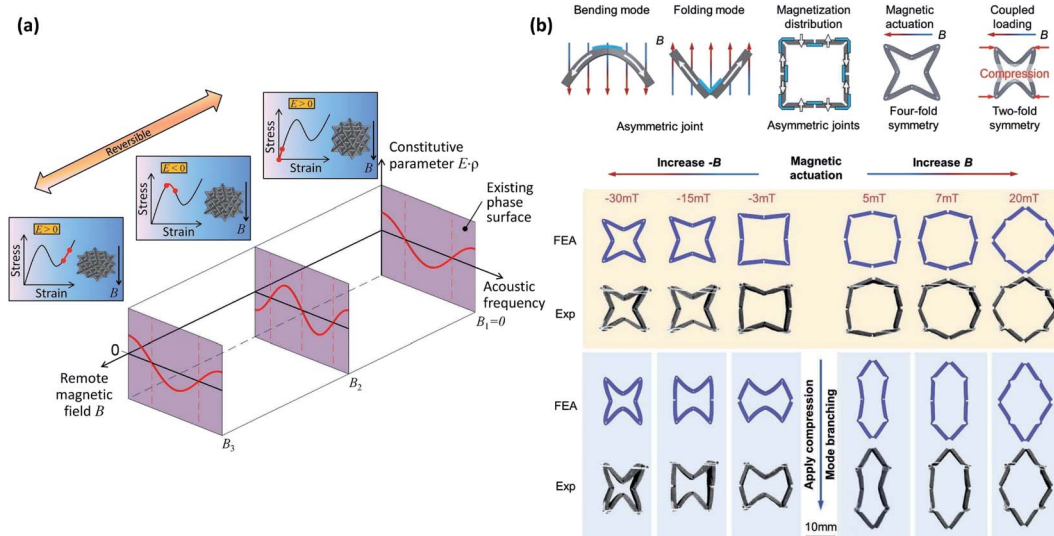 (a)
Reversible
E > 0
Stress
Strain
B
E < 0
Stress
Strain
B
E > 0
Stress
Strain
B
Constitutive
parameter E·ρ
Existing
phase surface
Acoustic
frequency
B₁=0
B₂
B₃
0
Remote
magnetic
field B
(b)
Bending mode
Folding mode
B
Asymmetric joint
Magnetization
distribution
Asymmetric joints
Magnetic
actuation
B
Four-fold
symmetry
Coupled
loading
B
Compression
Two-fold
symmetry
Increase -B
Magnetic
actuation
Increase B
-30mT
-15mT
-3mT
5mT
7mT
20mT
FEA
Exp
FEA
Exp
Apply compression
Mode branching
10mm